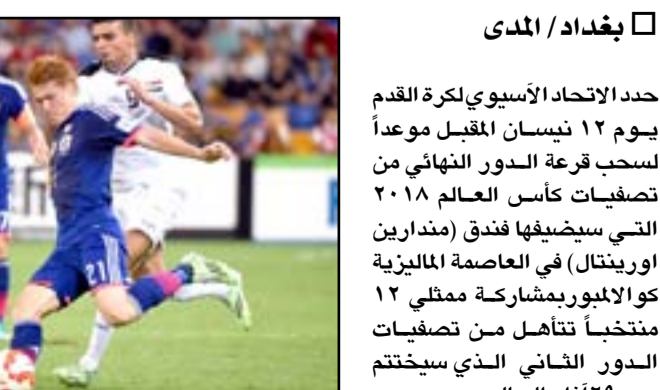 □ بغداد/ المدى
حدد الاتحاد الآسيوي لكرة القدم
يوم ١٢ نيسان المقبل موعداً
لسحب قرعة الدور النهائي من
تصفيات كأس العالم ٢٠١٨
التي سيضيفها فندق (مندارين
اورينتال) في العاصمة الماليزية
كوالالمبور بمشاركة ممثلي ١٢
منتخباً تتأهل من تصفيات
الدور الثاني الذي سيختتم
21
9